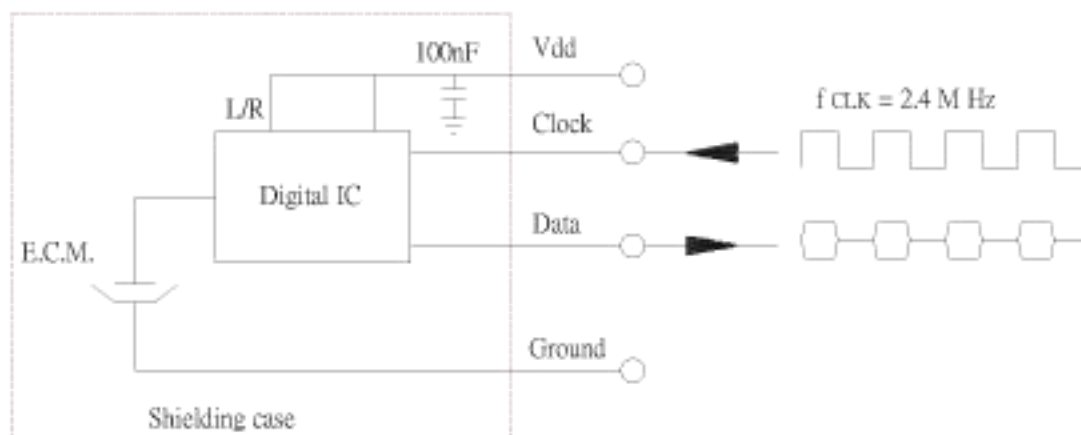 100nF
Vdd
L/R
f CLK = 2.4 M Hz
Clock
Digital IC
Data
E.C.M.
Ground
Shielding case